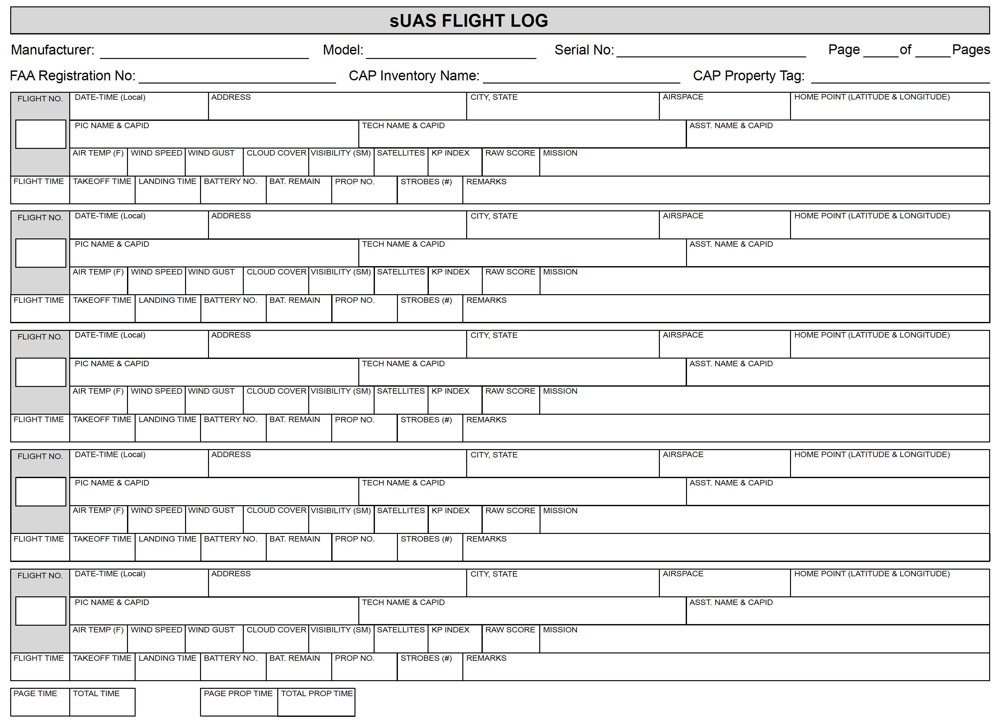 sUAS FLIGHT LOG
Manufacturer: Model: Serial No: Page of Pages
FAA Registration No: CAP Inventory Name: CAP Property Tag:
FLIGHT NO. DATE-TIME (Local) ADDRESS CITY, STATE AIRSPACE HOME POINT (LATITUDE & LONGITUDE)
PIC NAME & CAPID TECH NAME & CAPID ASST. NAME & CAPID
AIR TEMP (F) WIND SPEED WIND GUST CLOUD COVER VISIBILITY (SM) SATELLITES KP INDEX RAW SCORE MISSION
FLIGHT TIME TAKEOFF TIME LANDING TIME BATTERY NO. BAT. REMAIN PROP NO. STROBES (#) REMARKS
FLIGHT NO. DATE-TIME (Local) ADDRESS CITY, STATE AIRSPACE HOME POINT (LATITUDE & LONGITUDE)
PIC NAME & CAPID TECH NAME & CAPID ASST. NAME & CAPID
AIR TEMP (F) WIND SPEED WIND GUST CLOUD COVER VISIBILITY (SM) SATELLITES KP INDEX RAW SCORE MISSION
FLIGHT TIME TAKEOFF TIME LANDING TIME BATTERY NO. BAT. REMAIN PROP NO. STROBES (#) REMARKS
FLIGHT NO. DATE-TIME (Local) ADDRESS CITY, STATE AIRSPACE HOME POINT (LATITUDE & LONGITUDE)
PIC NAME & CAPID TECH NAME & CAPID ASST. NAME & CAPID
AIR TEMP (F) WIND SPEED WIND GUST CLOUD COVER VISIBILITY (SM) SATELLITES KP INDEX RAW SCORE MISSION
FLIGHT TIME TAKEOFF TIME LANDING TIME BATTERY NO. BAT. REMAIN PROP NO. STROBES (#) REMARKS
FLIGHT NO. DATE-TIME (Local) ADDRESS CITY, STATE AIRSPACE HOME POINT (LATITUDE & LONGITUDE)
PIC NAME & CAPID TECH NAME & CAPID ASST. NAME & CAPID
AIR TEMP (F) WIND SPEED WIND GUST CLOUD COVER VISIBILITY (SM) SATELLITES KP INDEX RAW SCORE MISSION
FLIGHT TIME TAKEOFF TIME LANDING TIME BATTERY NO. BAT. REMAIN PROP NO. STROBES (#) REMARKS
FLIGHT NO. DATE-TIME (Local) ADDRESS CITY, STATE AIRSPACE HOME POINT (LATITUDE & LONGITUDE)
PIC NAME & CAPID TECH NAME & CAPID ASST. NAME & CAPID
AIR TEMP (F) WIND SPEED WIND GUST CLOUD COVER VISIBILITY (SM) SATELLITES KP INDEX RAW SCORE MISSION
FLIGHT TIME TAKEOFF TIME LANDING TIME BATTERY NO. BAT. REMAIN PROP NO. STROBES (#) REMARKS
PAGE TIME TOTAL TIME PAGE PROP TIME TOTAL PROP TIME